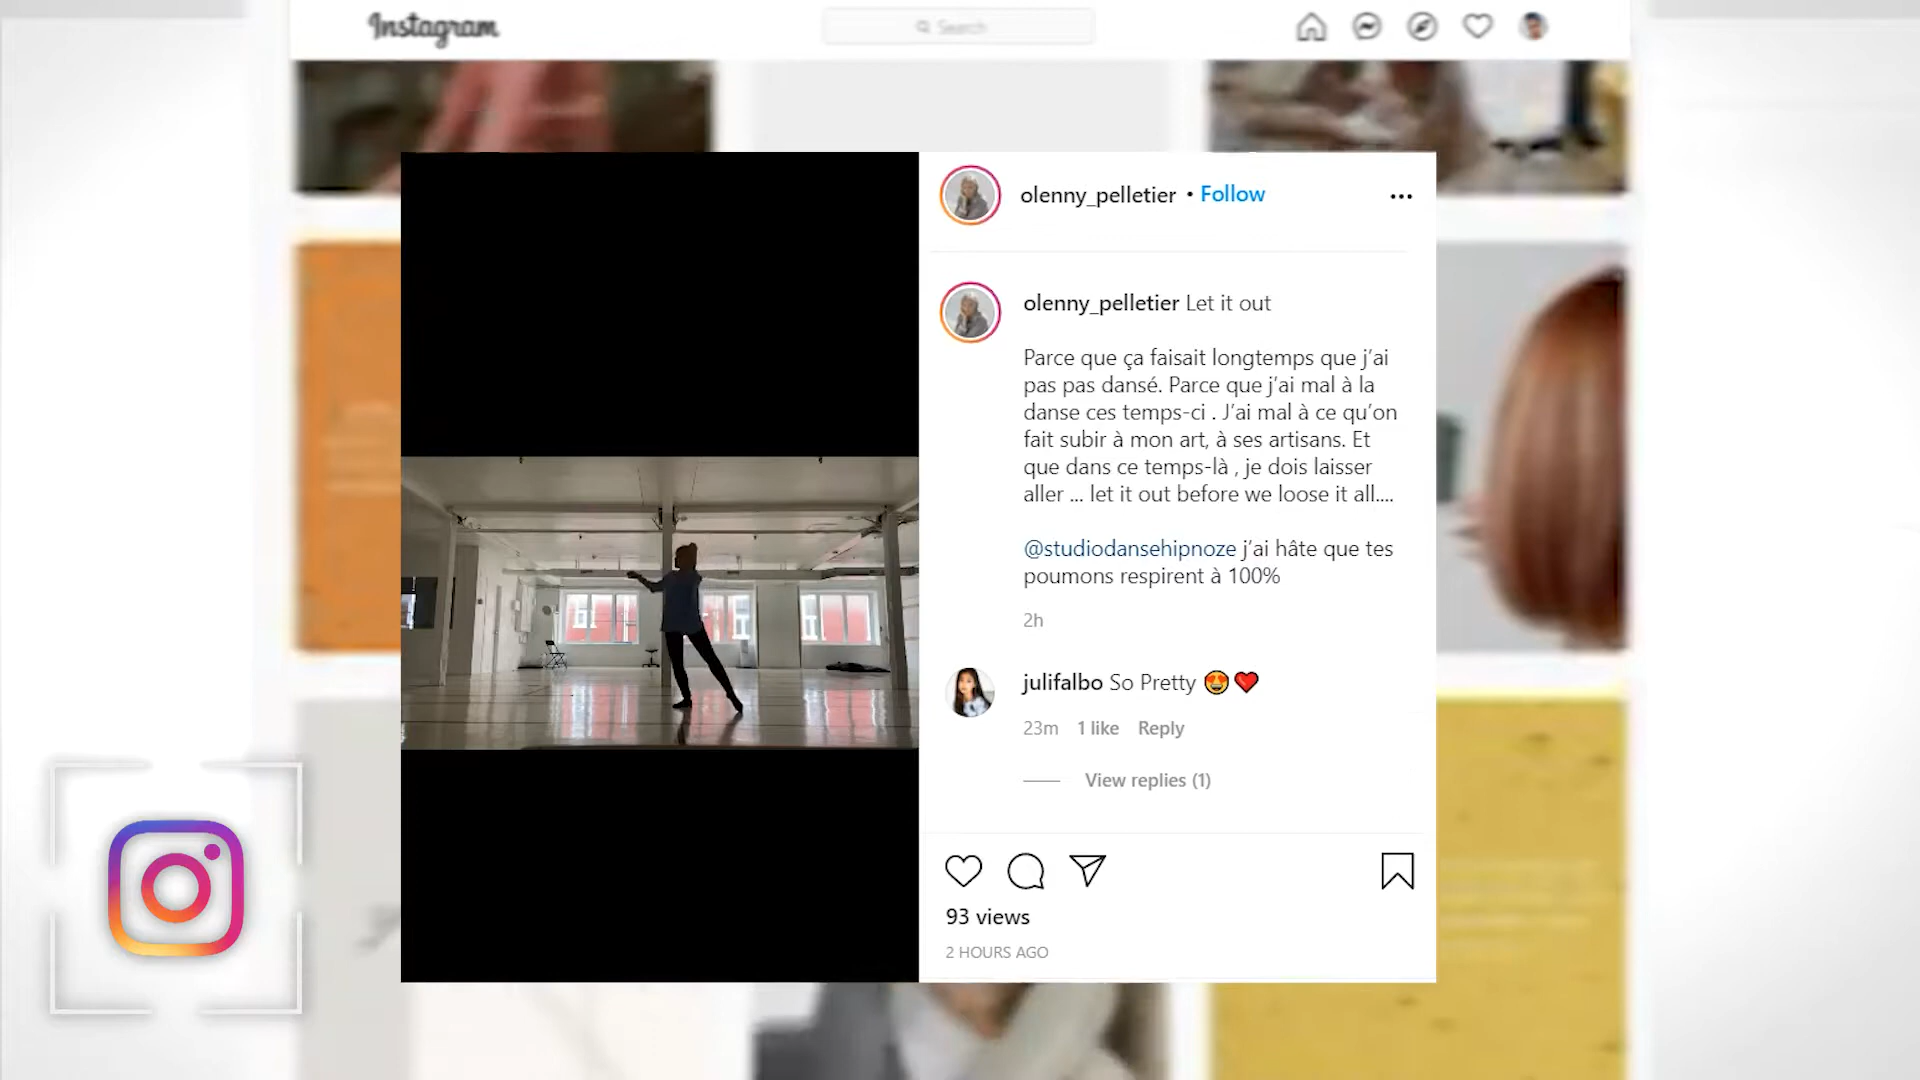 Instagram
Search
olenny_pelletier • Follow
olenny_pelletier Let it out
Parce que ça faisait longtemps que j’ai
pas pas dansé. Parce que j’ai mal à la
danse ces temps-ci . J’ai mal à ce qu’on
fait subir à mon art, à ses artisans. Et
que dans ce temps-là , je dois laisser
aller ... let it out before we loose it all....
@studiodansehipnoze j’ai hâte que tes
poumons respirent à 100%
2h
julifalbo So Pretty 😍❤️
23m 1 like Reply
View replies (1)
93 views
2 HOURS AGO